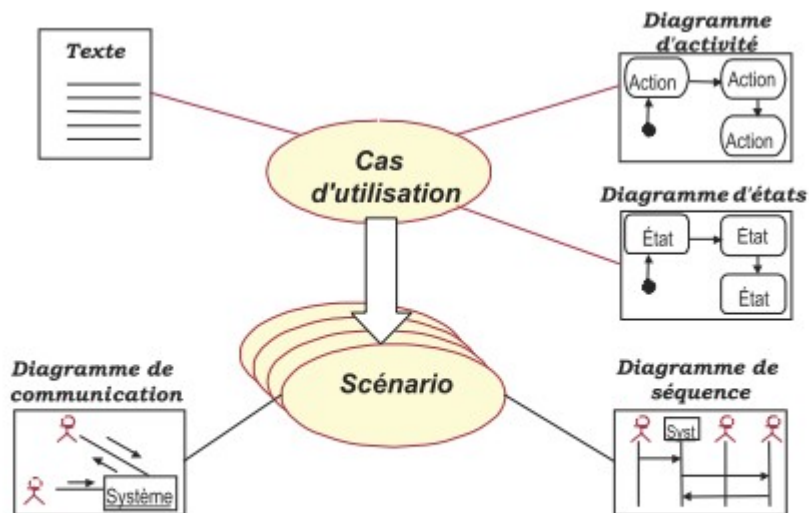 Texte
Diagramme
d'activité
Action
Action
Action
Cas
d'utilisation
Diagramme d'états
État
État
État
Diagramme de
communication
Système
Scénario
Diagramme de
séquence
Syst